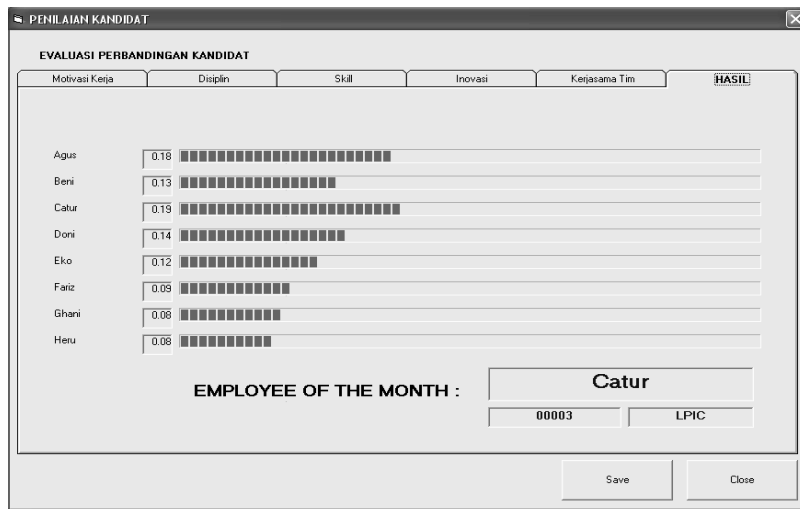 PENILAIAN KANDIDAT
EVALUASI PERBANDINGAN KANDIDAT
Motivasi Kerja Disiplin Skill Inovasi Kerjasama Tim HASIL
Agus 0.18
Beni 0.13
Catur 0.19
Doni 0.14
Eko 0.12
Fariz 0.09
Ghani 0.08
Heru 0.08
EMPLOYEE OF THE MONTH : Catur
00003 LPIC
Save Close